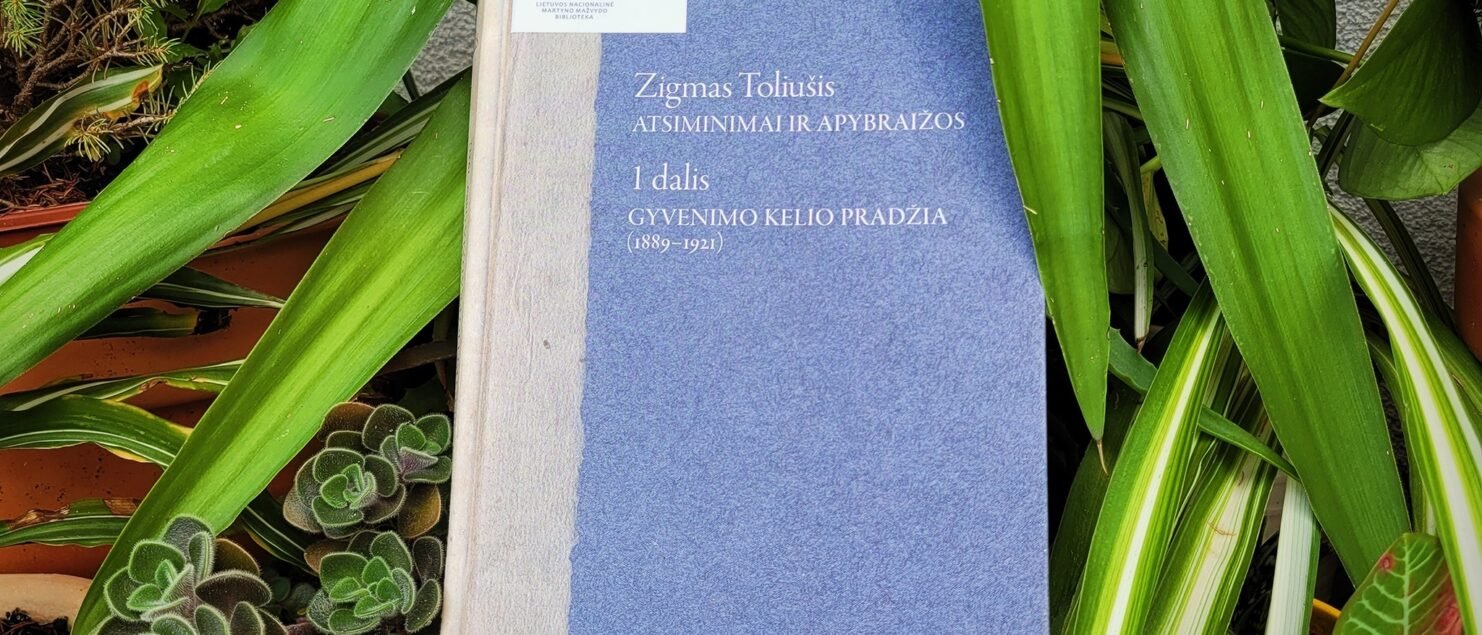 LIETUVOS NACIONALINĖ
MARTYNO MAŽVYDO
BIBLIOTEKA
Zigmas Toliušis
ATSIMINIMAI IR APYBRAIŽOS
1 dalis
GYVENIMO KELIO PRADŽIA
(1889–1921)